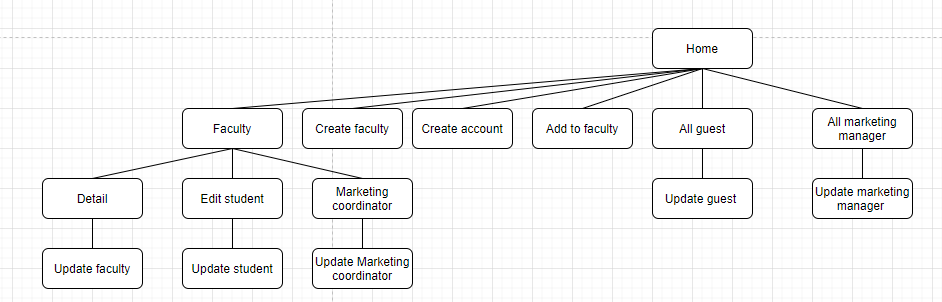 Home
Faculty
Create faculty
Create account
Add to faculty
All guest
All marketing
manager
Detail
Edit student
Marketing
coordinator
Update guest
Update marketing
manager
Update faculty
Update student
Update Marketing
coordinator